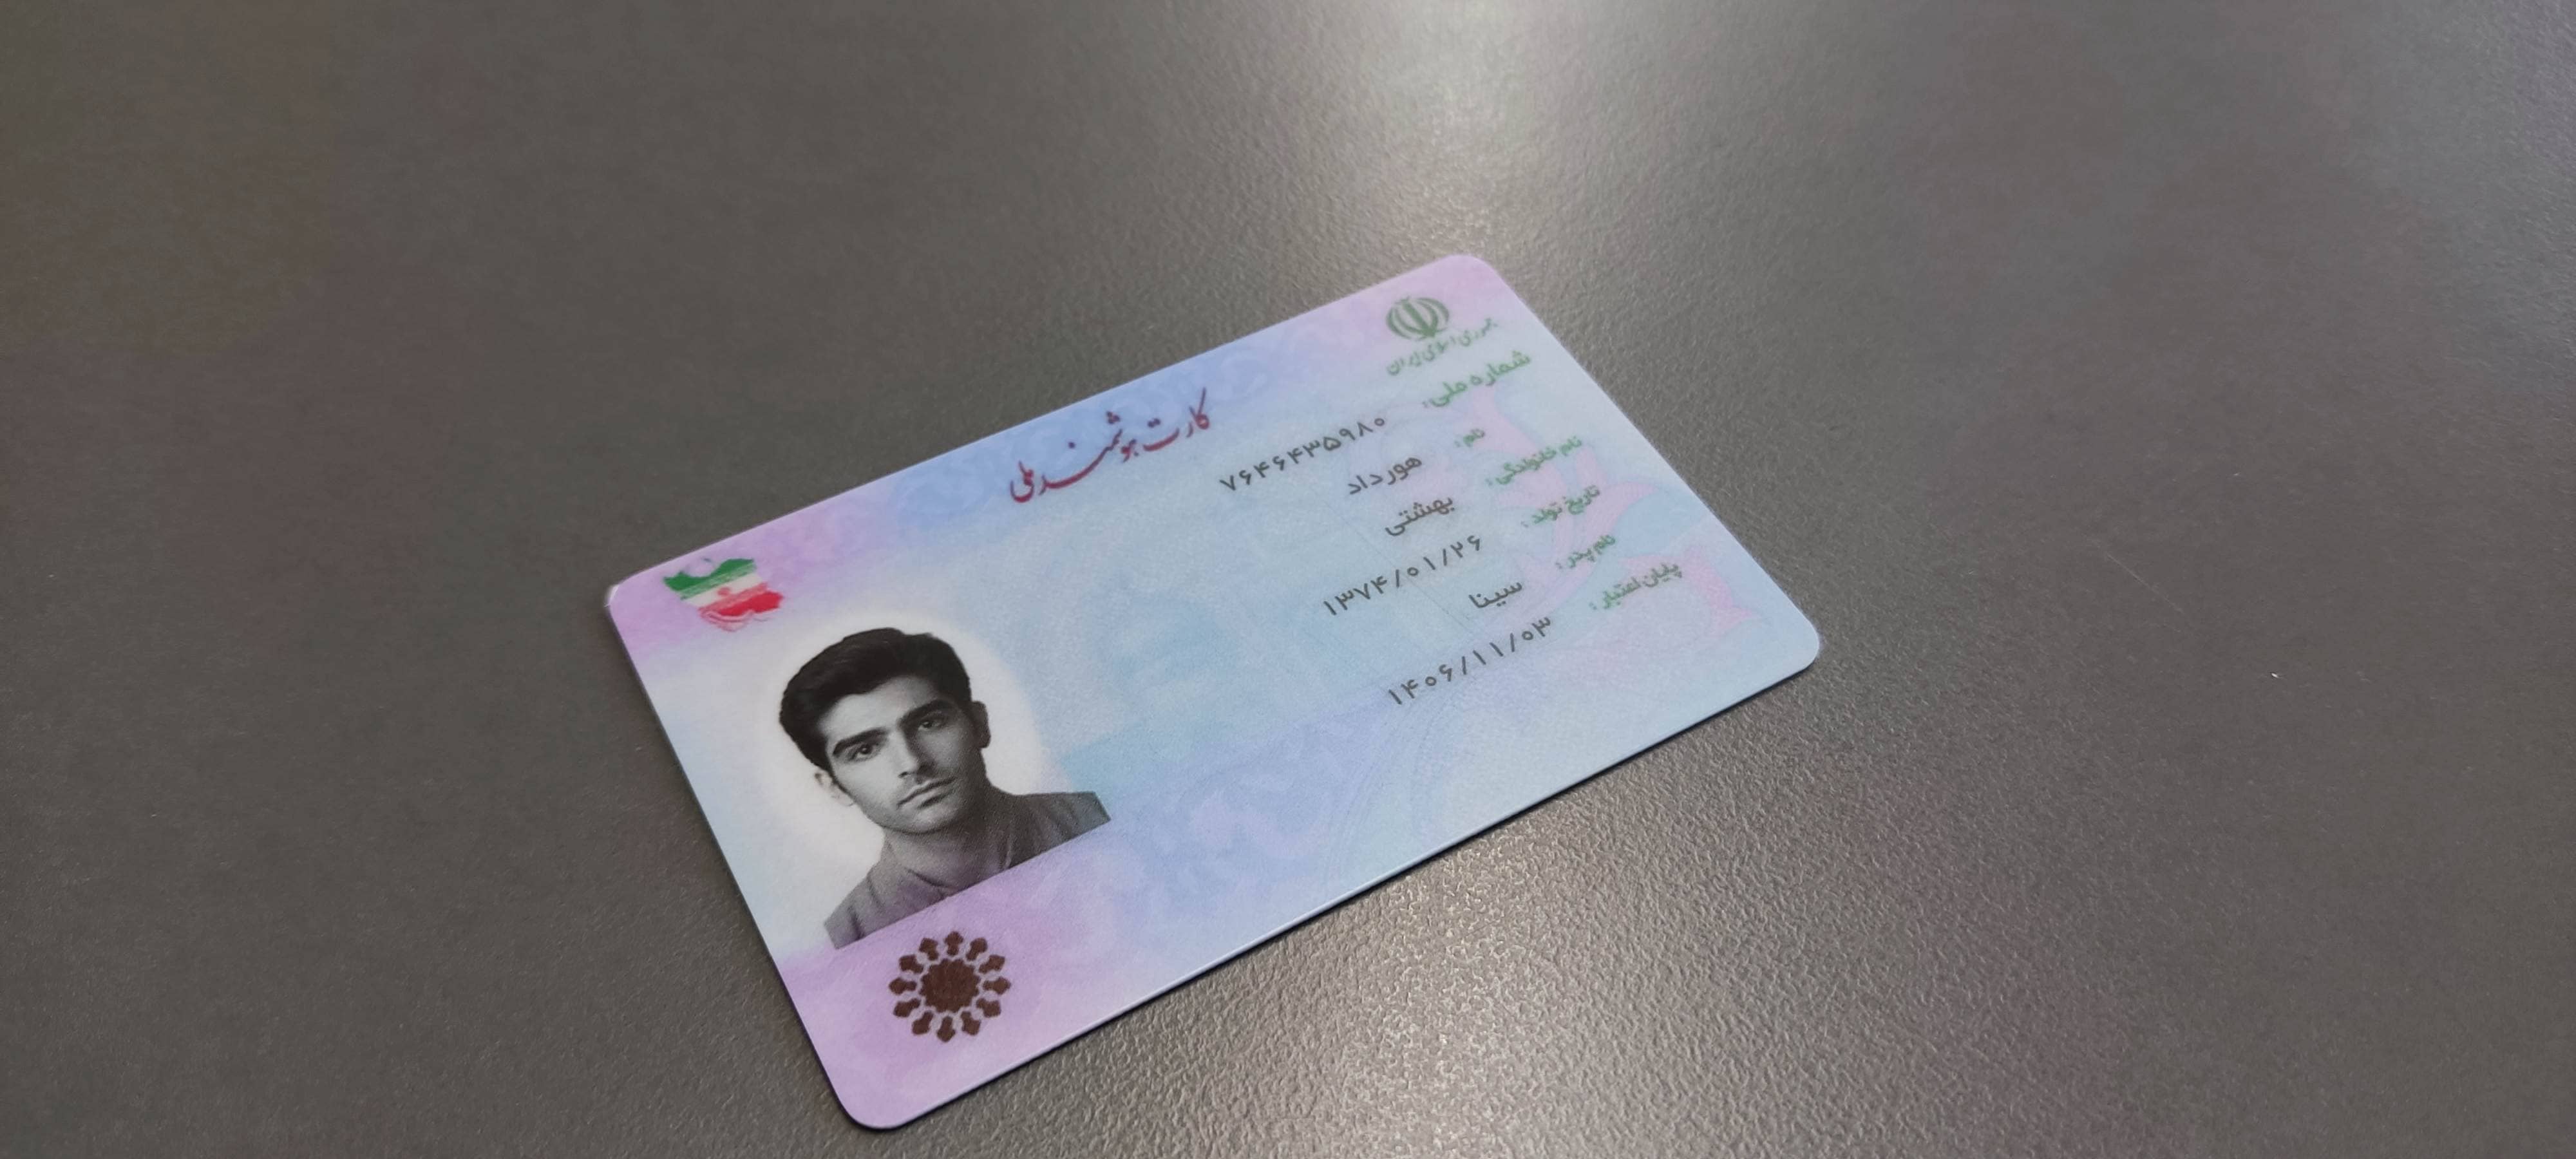 جمهوری اسلامی ایران
کارت هوشمند ملی
شماره ملی: ۷۶۴۶۴۳۵۹۸۰
نام: هورداد
نام خانوادگی: بهشتی
تاریخ تولد: ۱۳۷۴/۰۱/۲۶
نام پدر: سینا
پایان اعتبار: ۱۴۰۶/۱۱/۰۳